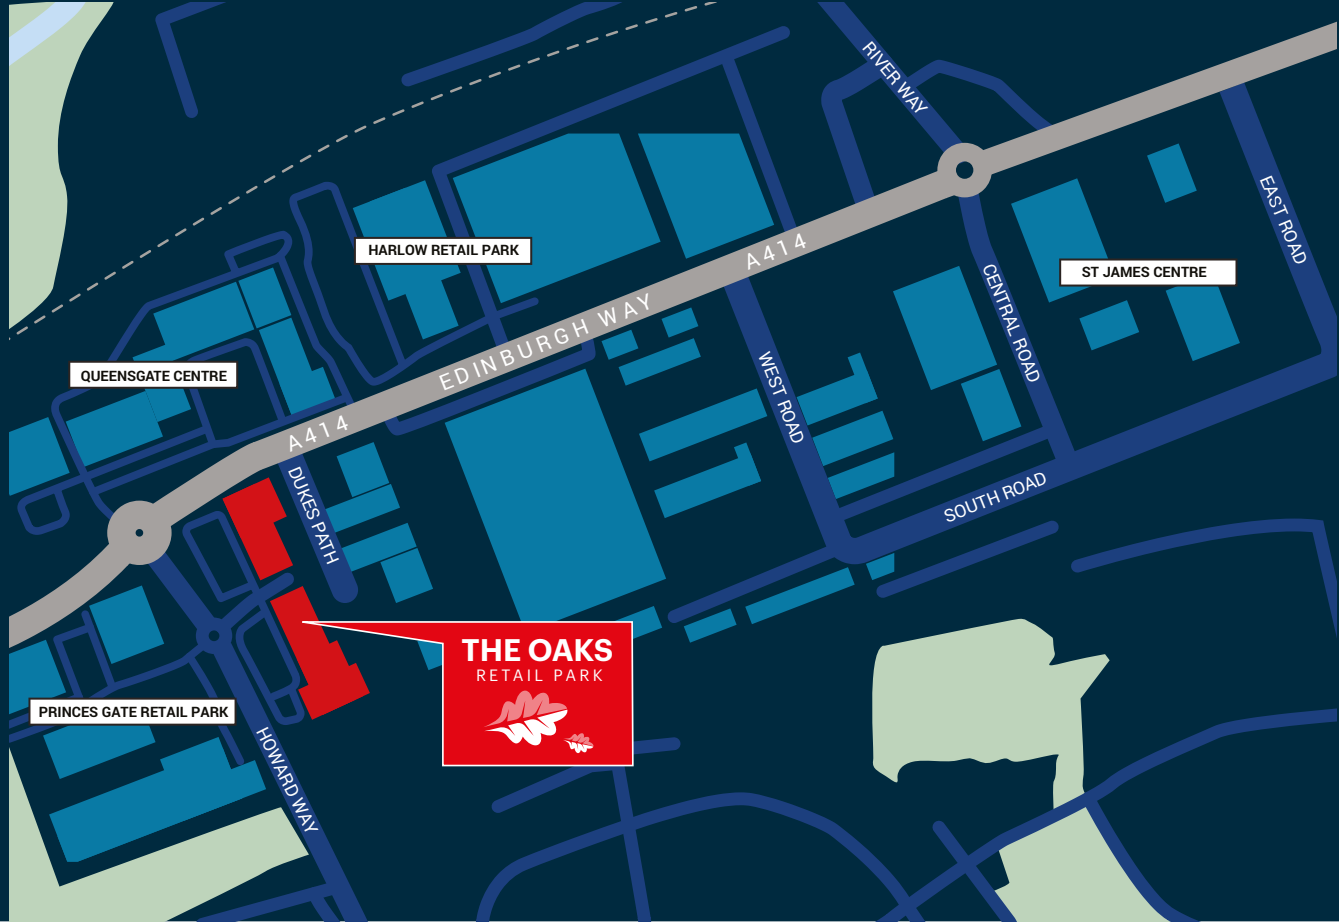 RIVER WAY
EAST ROAD
HARLOW RETAIL PARK
A414
ST JAMES CENTRE
CENTRAL ROAD
EDINBURGH WAY
QUEENSGATE CENTRE
WEST ROAD
A414
DUKES PATH
SOUTH ROAD
THE OAKS
RETAIL PARK
PRINCES GATE RETAIL PARK
HOWARD WAY